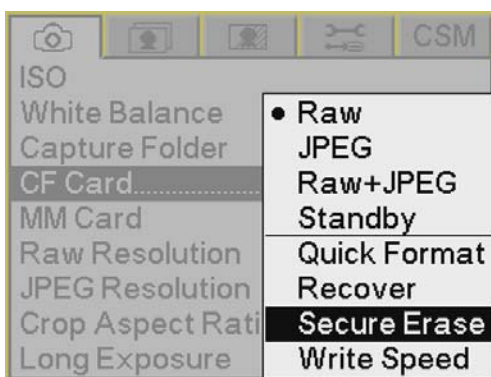 CSM
ISO
White Balance
Capture Folder
CF Card..................
MM Card
Raw Resolution
JPEG Resolution
Crop Aspect Rati
Long Exposure
Raw
JPEG
Raw+JPEG
Standby
Quick Format
Recover
Secure Erase
Write Speed